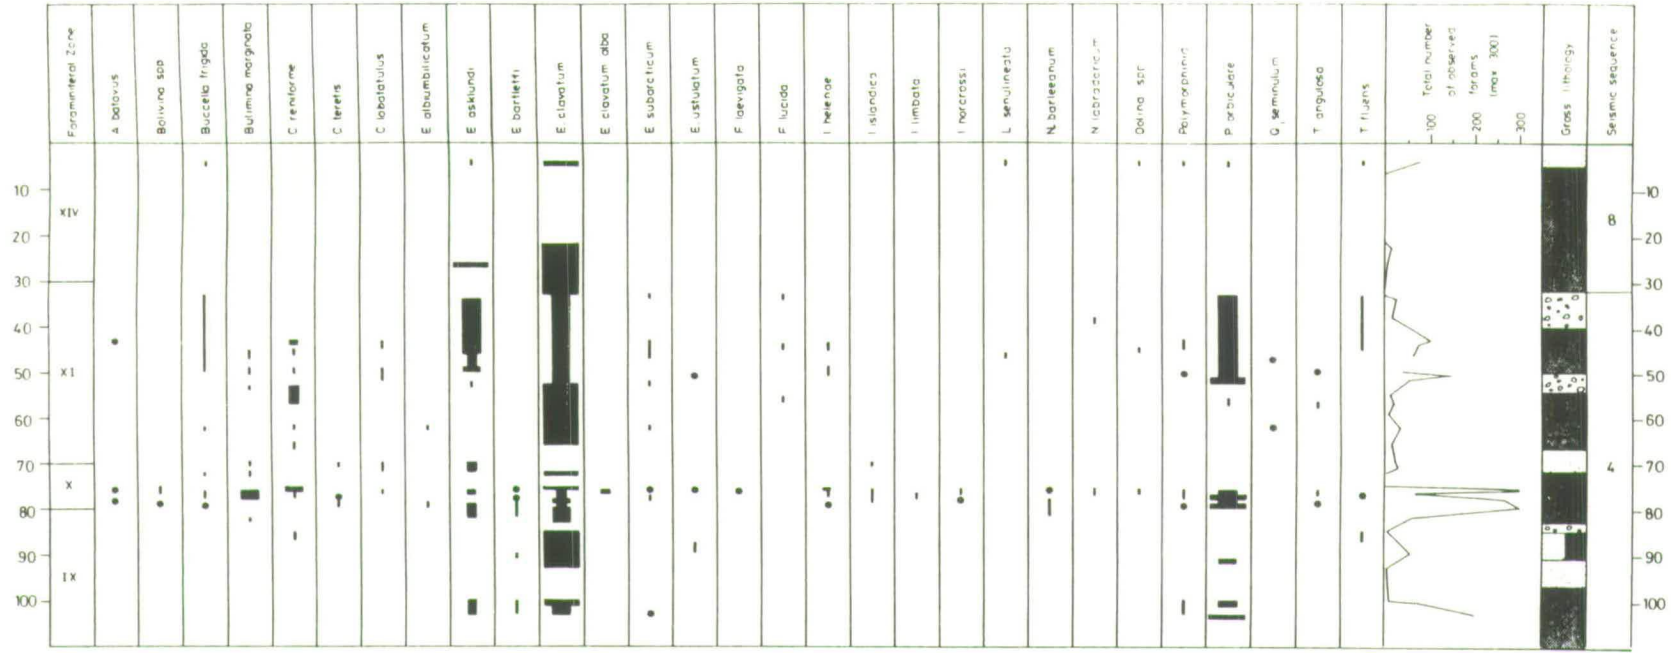 Foraminiferal Zone
A. batavus
Bolivina spp
Buccella frigida
Bulimina marginata
C. reniforme
C. teretis
C. lobatulus
E. albiumbilicatum
E. asklundi
E. bartletti
E. clavatum
E. clavatum alba
E. subarcticum
E. ustulatum
F. laevigata
F. lucida
I. helenae
I. islandica
I. limbata
I. norcrossi
L. semilineata
N. barleeanum
N. labradoricum
Oolina spp
Polymorphinid
P. orbiculare
Q. seminulum
T. angulosa
T. fluens
Total number
of observed
forams
(max 300)
100
200
300
Gross lithology
Seismic sequence
10
20
30
40
50
60
70
80
90
100
XIV
XI
X
IX
8
4
10
20
30
40
50
60
70
80
90
100